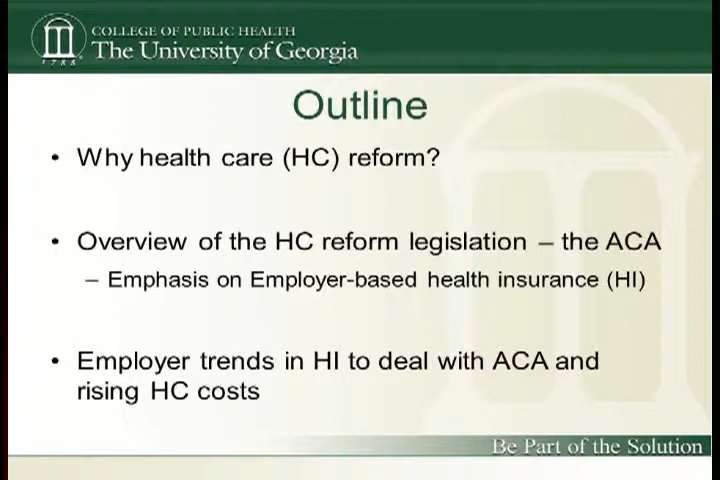 COLLEGE OF PUBLIC HEALTH
The University of Georgia
1785
Outline
• Why health care (HC) reform?
• Overview of the HC reform legislation – the ACA
– Emphasis on Employer-based health insurance (HI)
• Employer trends in HI to deal with ACA and
rising HC costs
Be Part of the Solution